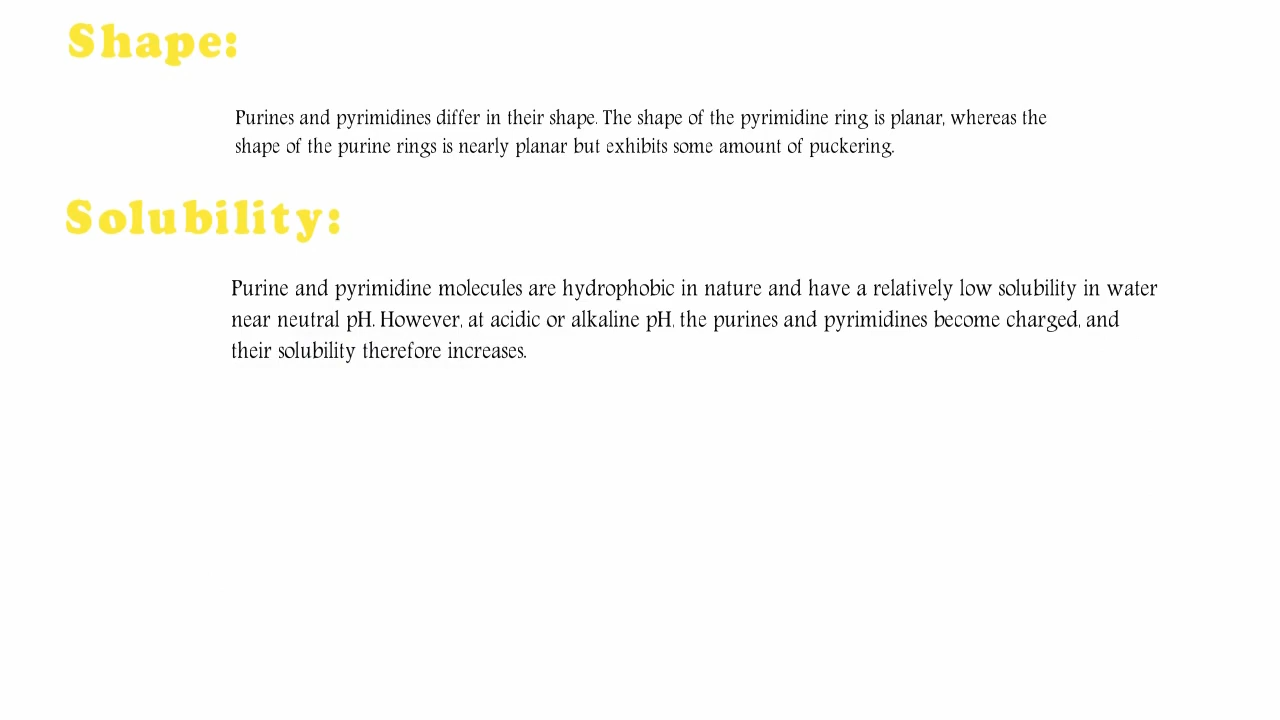 Shape:
Purines and pyrimidines differ in their shape. The shape of the pyrimidine ring is planar, whereas the
shape of the purine rings is nearly planar but exhibits some amount of puckering.
Solubility:
Purine and pyrimidine molecules are hydrophobic in nature and have a relatively low solubility in water
near neutral pH. However, at acidic or alkaline pH, the purines and pyrimidines become charged, and
their solubility therefore increases.